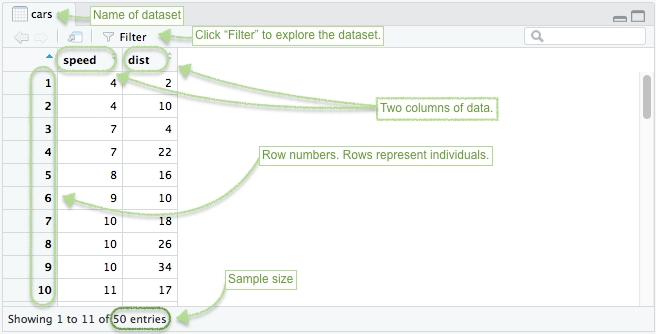 cars
Name of dataset
Filter
Click “Filter” to explore the dataset.
speed dist
1 4 2
2 4 10
Two columns of data.
3 7 4
4 7 22
Row numbers. Rows represent individuals.
5 8 16
6 9 10
7 10 18
8 10 26
9 10 34
Sample size
10 11 17
Showing 1 to 11 of 50 entries